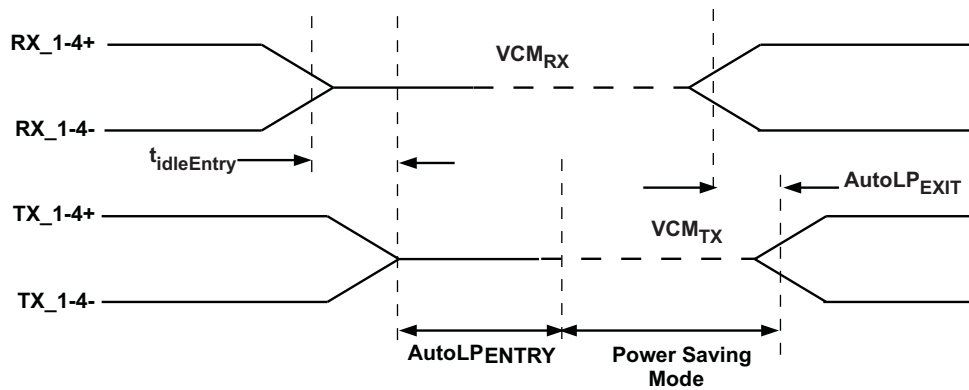 RX_1-4+
VCMRX
RX_1-4-
tidleEntry
AutoLPEXIT
TX_1-4+
VCMTX
TX_1-4-
AutoLPENTRY
Power Saving
Mode